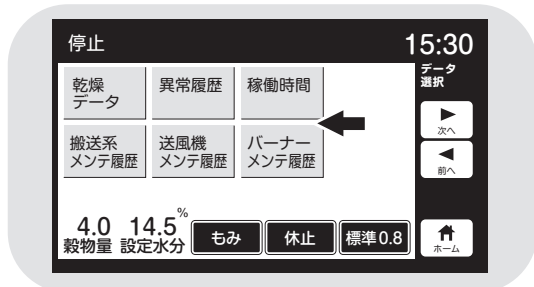 停止
15:30
データ
選択
乾燥
データ
異常履歴
稼働時間
搬送系
メンテ履歴
送風機
メンテ履歴
バーナー
メンテ履歴
次へ
前へ
4.0 14.5%
穀物量 設定水分
もみ
休止
標準0.8
ホーム